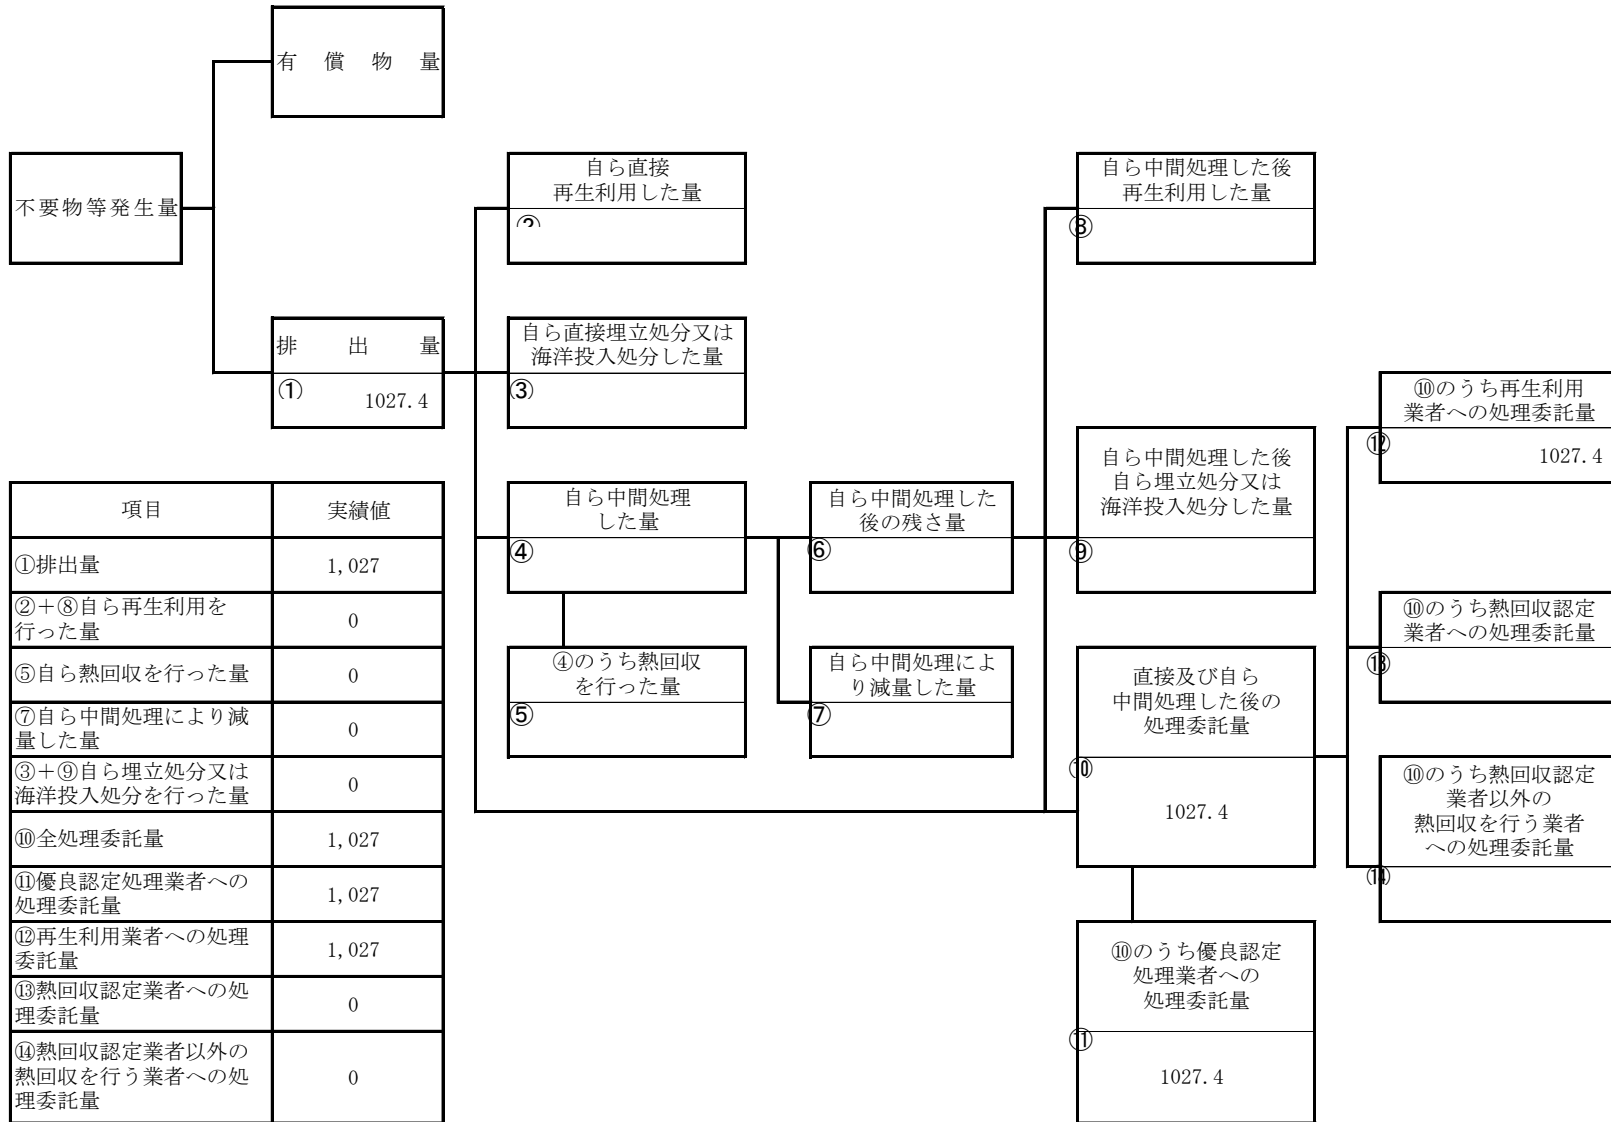 有償物量
不要物等発生量
排出量
①
1027.4
自ら直接
再生利用した量
②
自ら直接埋立処分又は
海洋投入処分した量
③
自ら中間処理
した量
④
④のうち熱回収
を行った量
⑤
自ら中間処理した
後の残さ量
⑥
自ら中間処理によ
り減量した量
⑦
自ら中間処理した後
再生利用した量
⑧
自ら中間処理した後
自ら埋立処分又は
海洋投入処分した量
⑨
直接及び自ら
中間処理した後の
処理委託量
⑩
1027.4
⑩のうち優良認定
処理業者への
処理委託量
⑪
1027.4
⑩のうち再生利用
業者への処理委託量
⑫
1027.4
⑩のうち熱回収認定
業者への処理委託量
⑬
⑩のうち熱回収認定
業者以外の
熱回収を行う業者
への処理委託量
⑭
項目 実績値
①排出量 1,027
②＋⑧自ら再生利用を
行った量 0
⑤自ら熱回収を行った量 0
⑦自ら中間処理により減
量した量 0
③＋⑨自ら埋立処分又は
海洋投入処分を行った量 0
⑩全処理委託量 1,027
⑪優良認定処理業者への
処理委託量 1,027
⑫再生利用業者への処理
委託量 1,027
⑬熱回収認定業者への処
理委託量 0
⑭熱回収認定業者以外の
熱回収を行う業者への処
理委託量 0